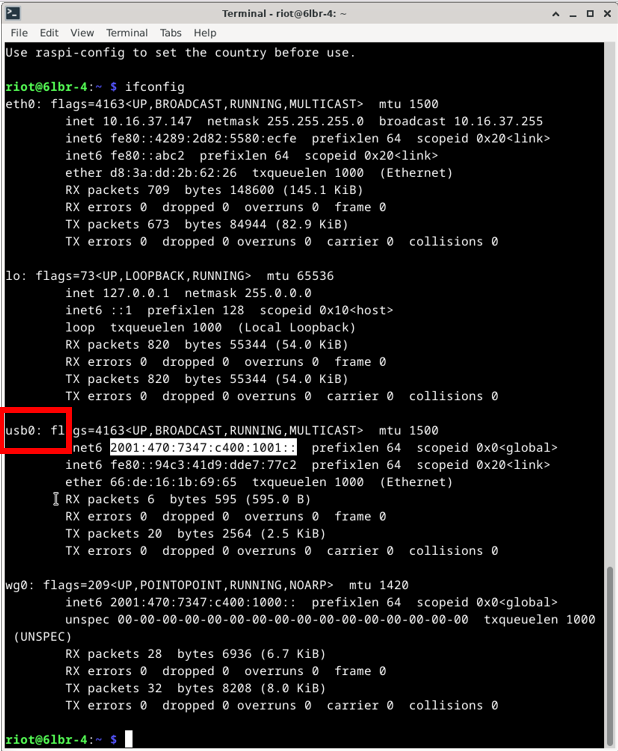 Terminal - riot@6lbr-4: ~
File Edit View Terminal Tabs Help
Use raspi-config to set the country before use.
riot@6lbr-4:~ $ ifconfig
eth0: flags=4163<UP,BROADCAST,RUNNING,MULTICAST>  mtu 1500
inet 10.16.37.147  netmask 255.255.255.0  broadcast 10.16.37.255
inet6 fe80::4289:2d82:5580:ecfe  prefixlen 64  scopeid 0x20<link>
inet6 fe80::abc2  prefixlen 64  scopeid 0x20<link>
ether d8:3a:dd:2b:62:26  txqueuelen 1000  (Ethernet)
RX packets 709  bytes 148600 (145.1 KiB)
RX errors 0  dropped 0  overruns 0  frame 0
TX packets 673  bytes 84944 (82.9 KiB)
TX errors 0  dropped 0 overruns 0  carrier 0  collisions 0
lo: flags=73<UP,LOOPBACK,RUNNING>  mtu 65536
inet 127.0.0.1  netmask 255.0.0.0
inet6 ::1  prefixlen 128  scopeid 0x10<host>
loop  txqueuelen 1000  (Local Loopback)
RX packets 820  bytes 55344 (54.0 KiB)
RX errors 0  dropped 0  overruns 0  frame 0
TX packets 820  bytes 55344 (54.0 KiB)
TX errors 0  dropped 0 overruns 0  carrier 0  collisions 0
usb0: flags=4163<UP,BROADCAST,RUNNING,MULTICAST>  mtu 1500
inet6 2001:470:7347:c400:1001::  prefixlen 64  scopeid 0x0<global>
inet6 fe80::94c3:41d9:dde7:77c2  prefixlen 64  scopeid 0x20<link>
ether 66:de:16:1b:69:65  txqueuelen 1000  (Ethernet)
RX packets 6  bytes 595 (595.0 B)
RX errors 0  dropped 0  overruns 0  frame 0
TX packets 20  bytes 2564 (2.5 KiB)
TX errors 0  dropped 0 overruns 0  carrier 0  collisions 0
wg0: flags=209<UP,POINTOPOINT,RUNNING,NOARP>  mtu 1420
inet6 2001:470:7347:c400:1000::  prefixlen 64  scopeid 0x0<global>
unspec 00-00-00-00-00-00-00-00-00-00-00-00-00-00-00-00  txqueuelen 1000
(UNSPEC)
RX packets 28  bytes 6936 (6.7 KiB)
RX errors 0  dropped 0  overruns 0  frame 0
TX packets 32  bytes 8208 (8.0 KiB)
TX errors 0  dropped 0 overruns 0  carrier 0  collisions 0
riot@6lbr-4:~ $